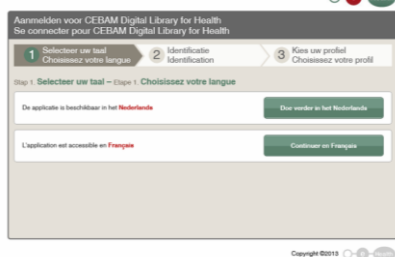 Aanmelden voor CEBAM Digital Library for Health
Se connecter pour CEBAM Digital Library for Health
1 Selecteer uw taal
Choisissez votre langue
2 Identificatie
Identification
3 Kies uw profiel
Choisissez votre profil
Stap 1. Selecteer uw taal – Etape 1. Choisissez votre langue
De applicatie is beschikbaar in het Nederlands
Doe verder in het Nederlands
L'application est accessible en Français
Continuer en Français
Copyright ©2013